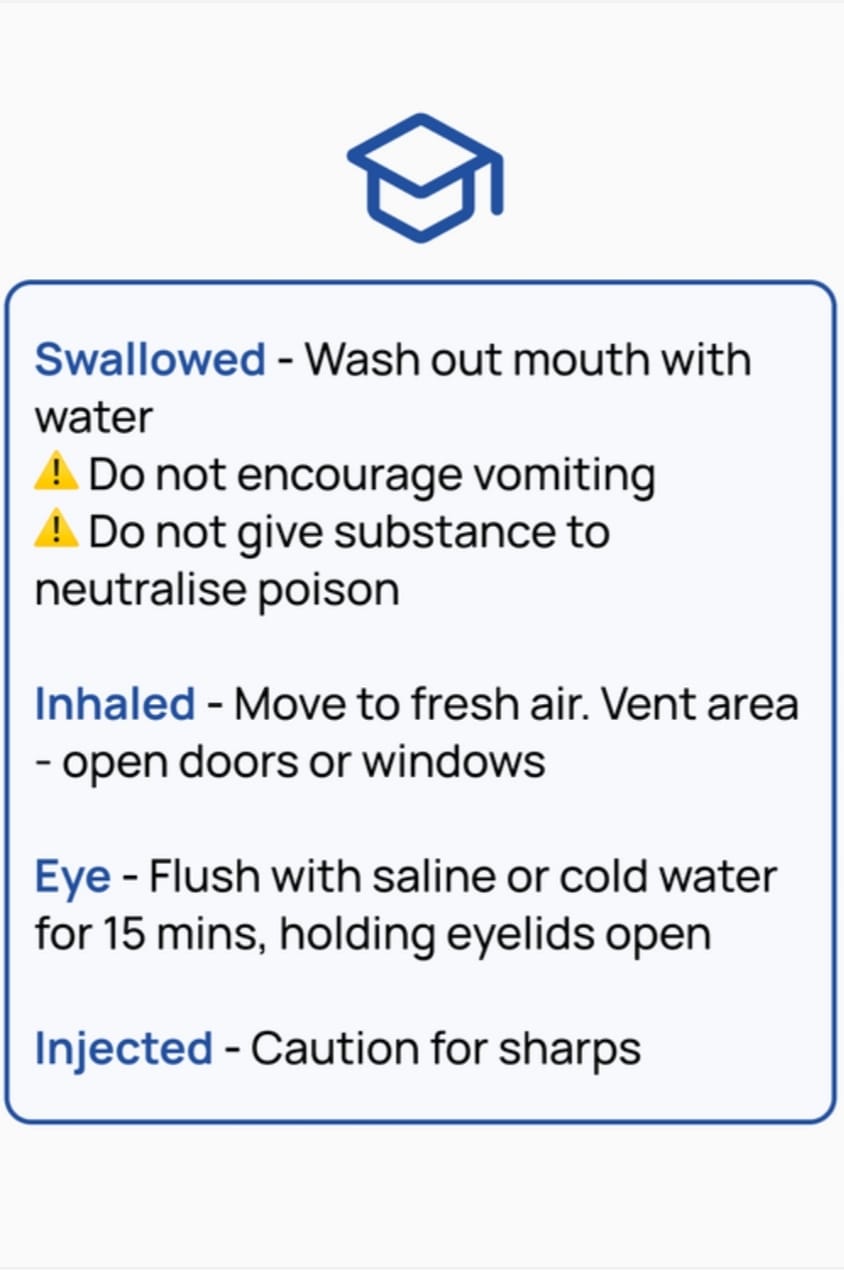 Swallowed - Wash out mouth with
water
⚠️ Do not encourage vomiting
⚠️ Do not give substance to
neutralise poison
Inhaled - Move to fresh air. Vent area
- open doors or windows
Eye - Flush with saline or cold water
for 15 mins, holding eyelids open
Injected - Caution for sharps